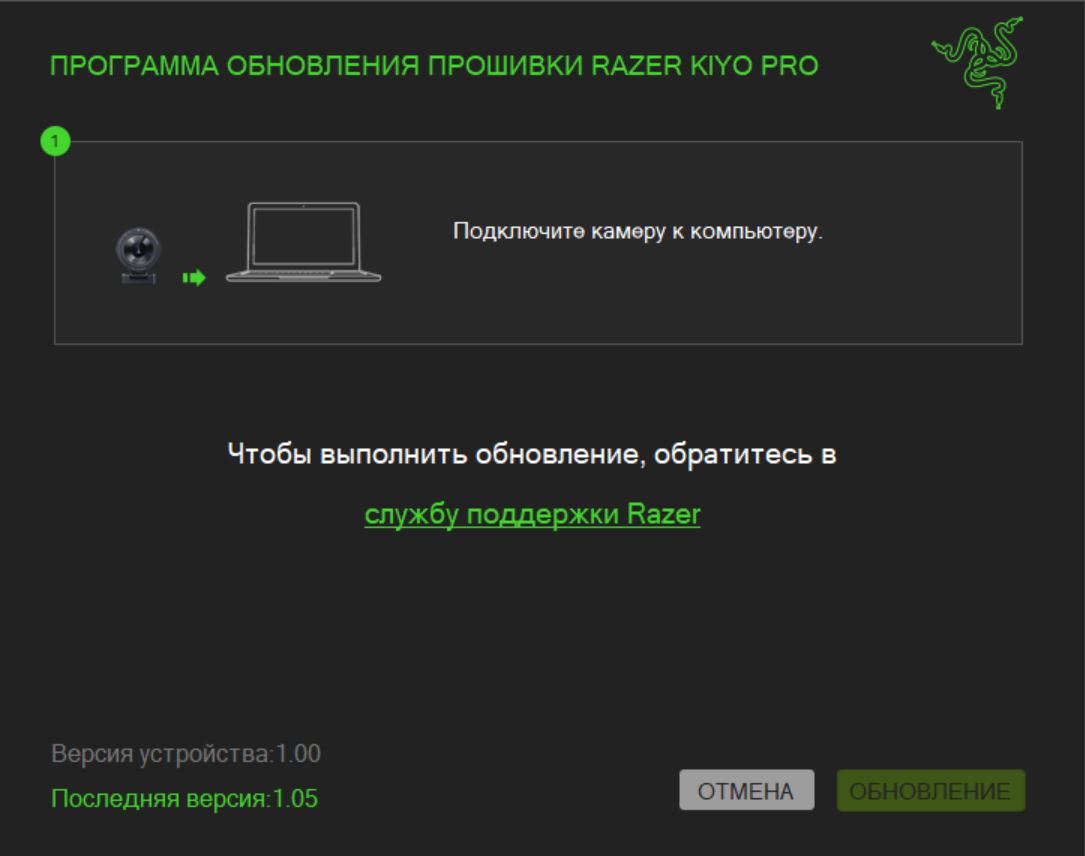 ПРОГРАММА ОБНОВЛЕНИЯ ПРОШИВКИ RAZER KIYO PRO
1
Подключите камеру к компьютеру.
Чтобы выполнить обновление, обратитесь в
службу поддержки Razer
Версия устройства:1.00
Последняя версия:1.05
ОТМЕНА
ОБНОВЛЕНИЕ